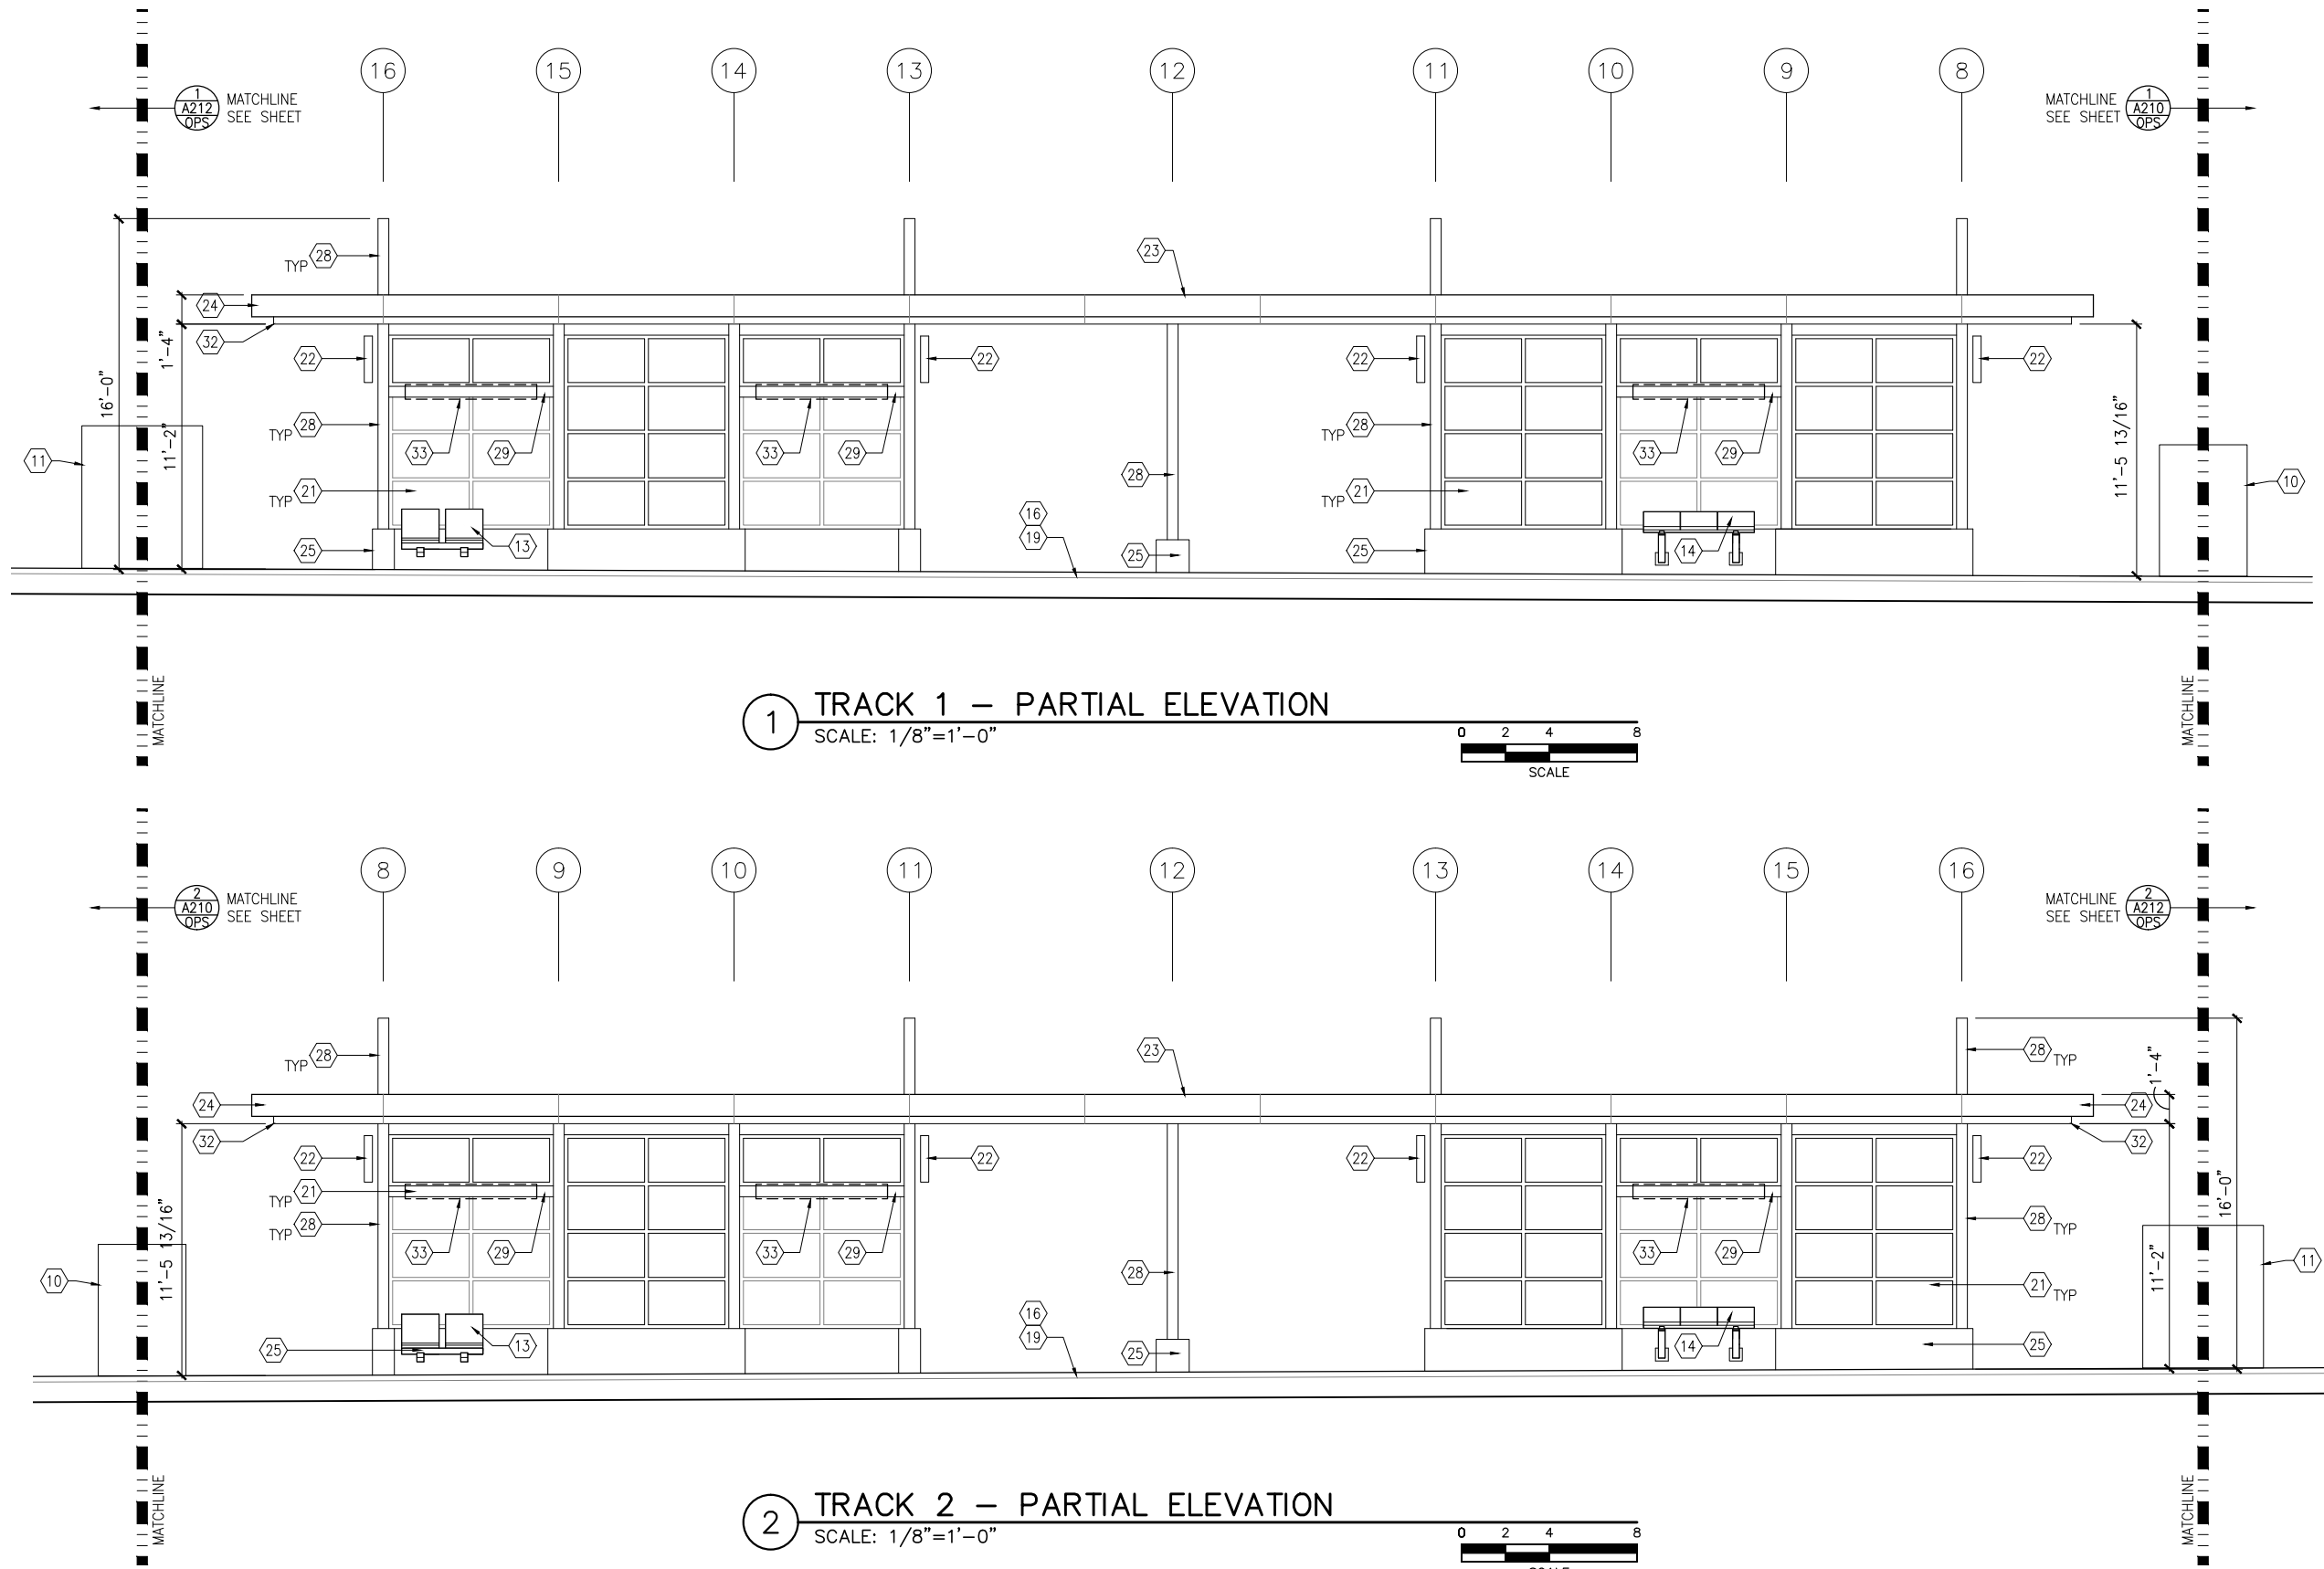 16 15 14 13 12 11 10 9 8
1 A212 OPS
MATCHLINE
SEE SHEET
MATCHLINE
SEE SHEET
1 A210 OPS
TYP 28
23
24
32
1'-4"
16'-0"
22 22 22 22
11'-2"
TYP 28
TYP 28
11'-5 13/16"
33 29 33 29 33 29
11
28
10
TYP 21
TYP 21
16
19
13
14
25
25
25
MATCHLINE
MATCHLINE
1
TRACK 1 – PARTIAL ELEVATION
SCALE: 1/8"=1'-0"
0 2 4 8
SCALE
8 9 10 11 12 13 14 15 16
2 A210 OPS
MATCHLINE
SEE SHEET
MATCHLINE
SEE SHEET
2 A212 OPS
TYP 28
23
28 TYP
1'-4"
24
24
32
32
22 22 22 22
TYP 21
TYP 28
28 TYP
16'-0"
11'-5 13/16"
33 29 33 29 33 29
11'-2"
10
28
11
21 TYP
16
19
13
14
25
25
25
MATCHLINE
MATCHLINE
2
TRACK 2 – PARTIAL ELEVATION
SCALE: 1/8"=1'-0"
0 2 4 8